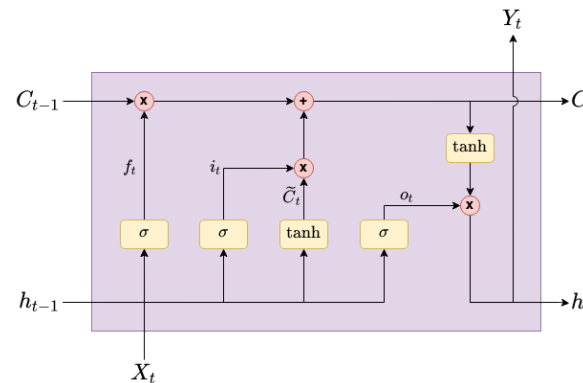 Y_t
C_{t-1}
x
+
C
tanh
f_t
i_t
x
C̃_t
o_t
x
σ
σ
tanh
σ
h_{t-1}
h
X_t